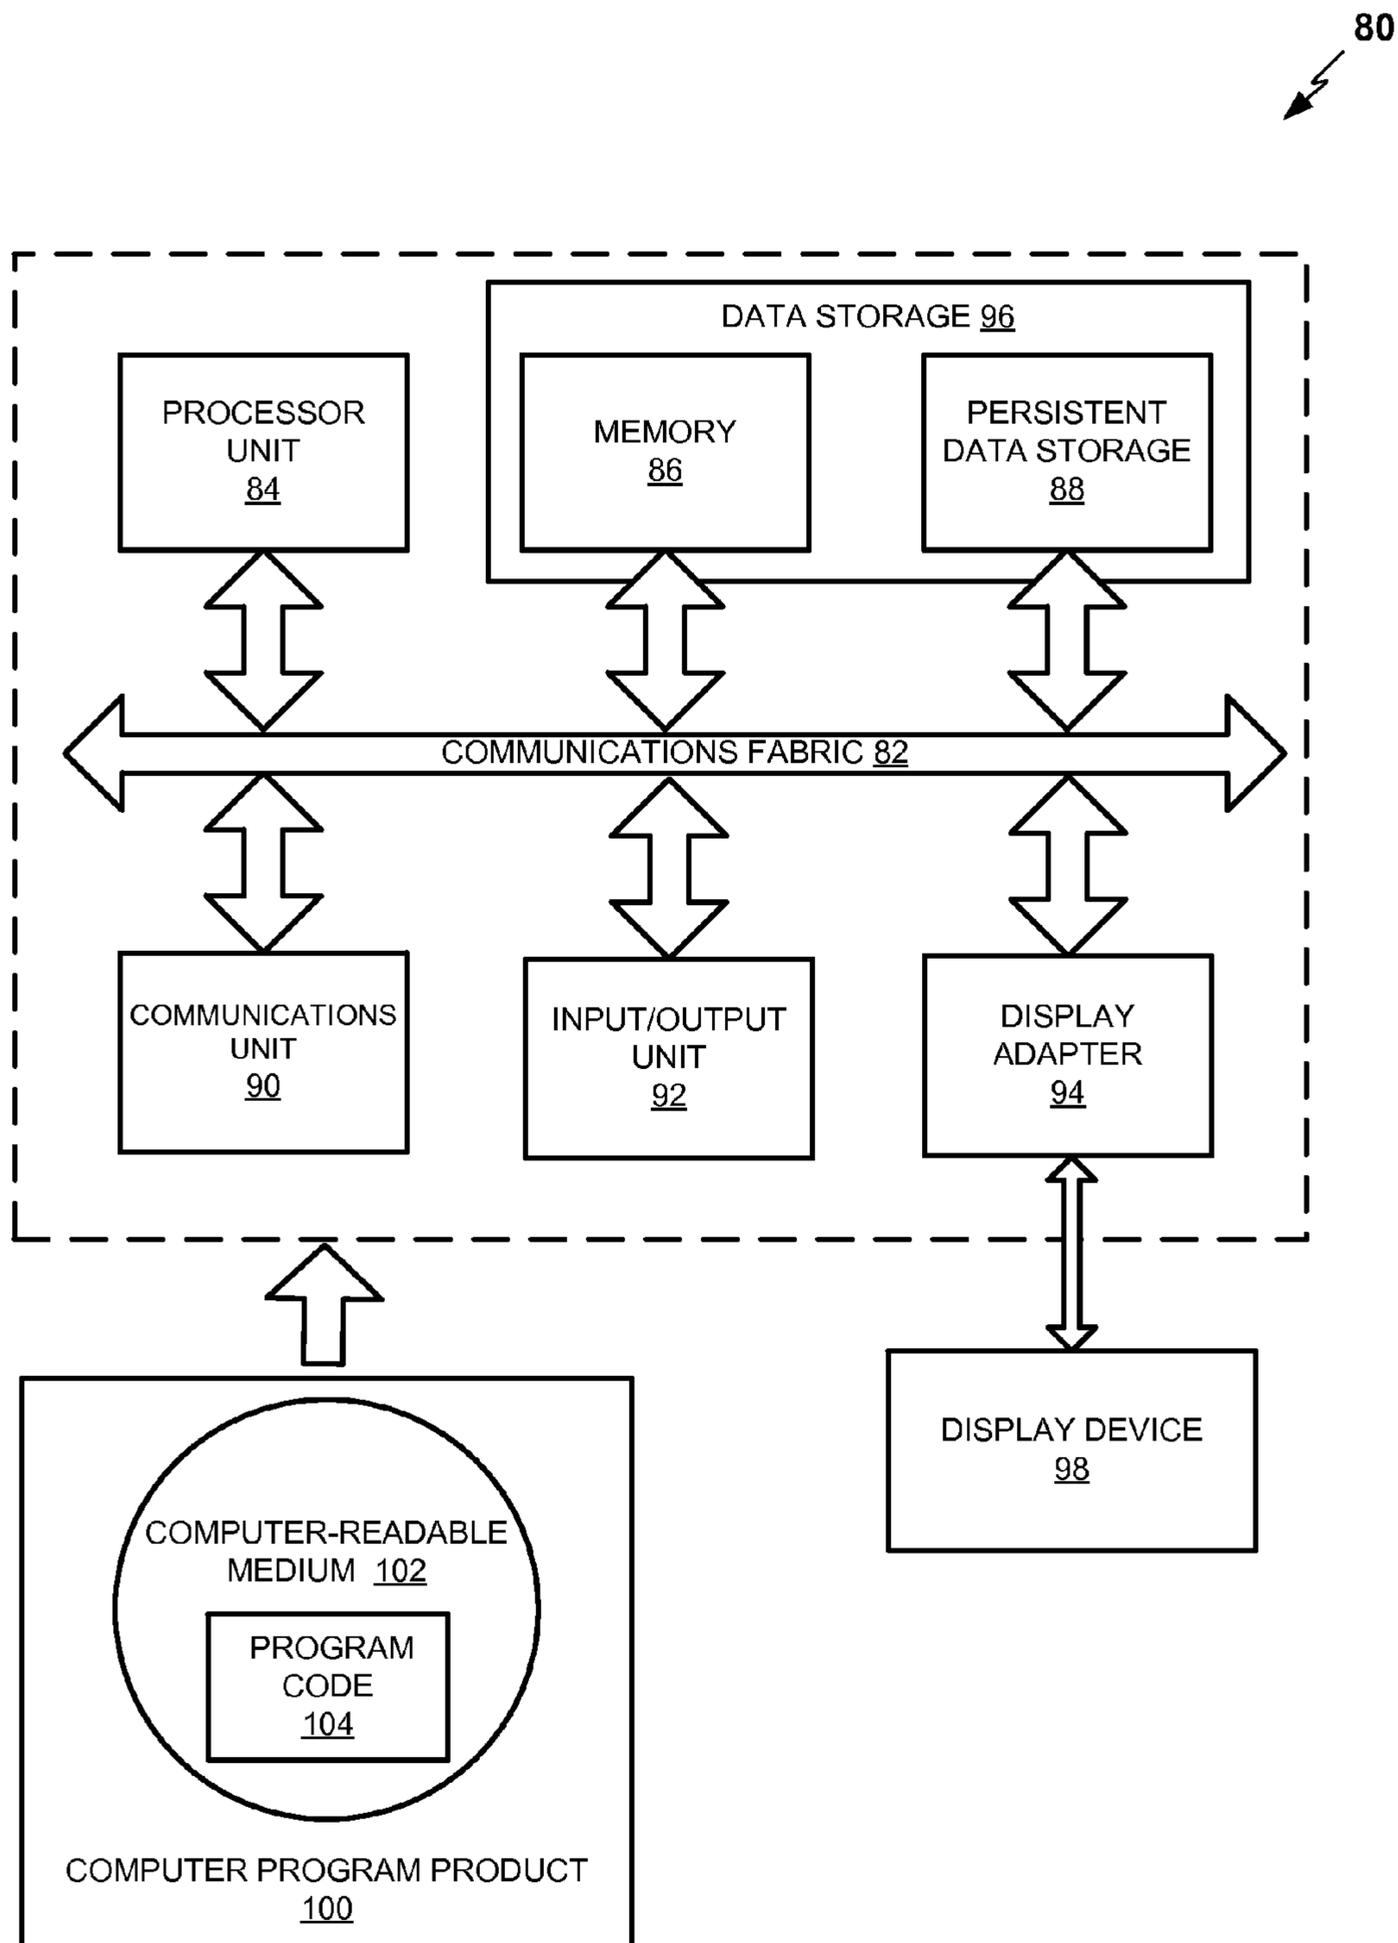 80
DATA STORAGE 96
PROCESSOR
UNIT
84
MEMORY
86
PERSISTENT
DATA STORAGE
88
COMMUNICATIONS FABRIC 82
COMMUNICATIONS
UNIT
90
INPUT/OUTPUT
UNIT
92
DISPLAY
ADAPTER
94
DISPLAY DEVICE
98
COMPUTER-READABLE
MEDIUM 102
PROGRAM
CODE
104
COMPUTER PROGRAM PRODUCT
100